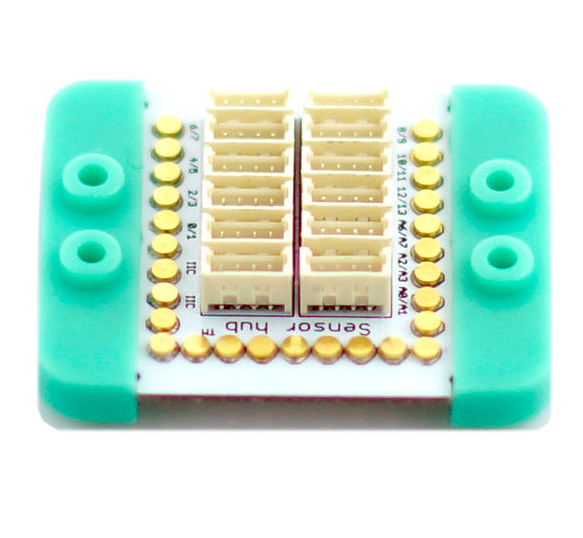 6/7
4/5
2/3
0/1
IIC
IIC
8/9
10/11
12/13
A6/A7
A2/A3
A0/A1
Sensor hub